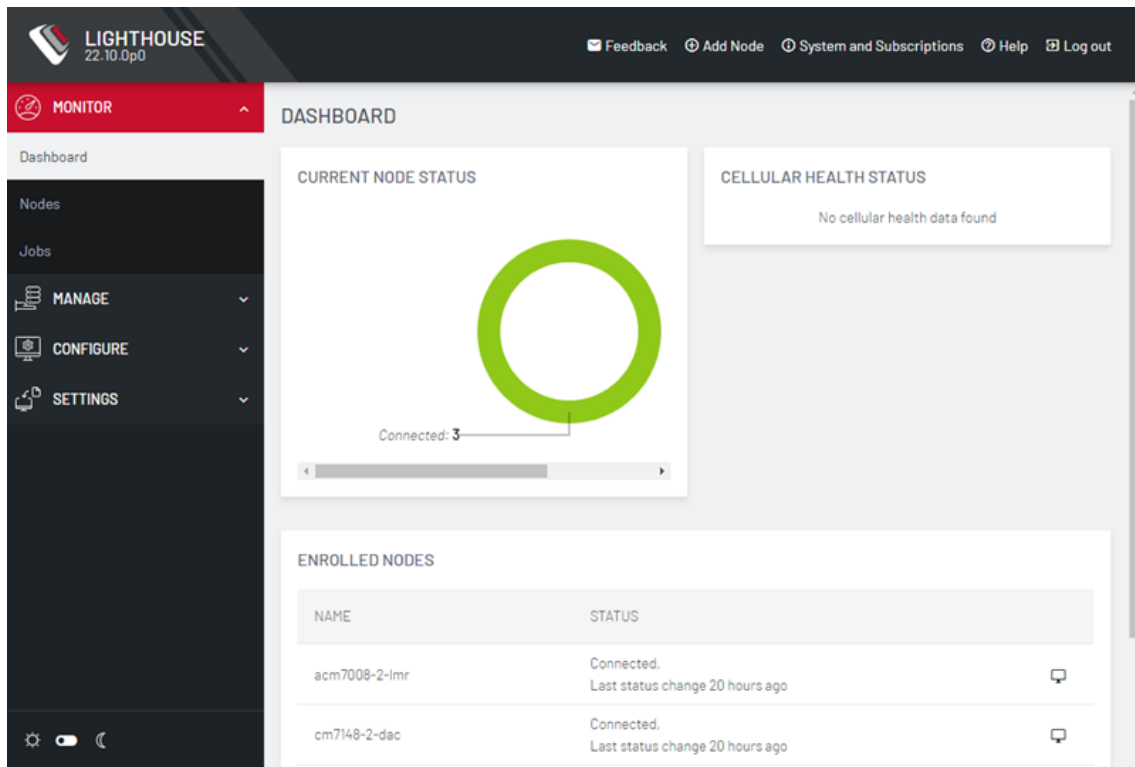 LIGHTHOUSE
22.10.0p0
Feedback
Add Node
System and Subscriptions
Help
Log out
MONITOR
Dashboard
Nodes
Jobs
MANAGE
CONFIGURE
SETTINGS
DASHBOARD
CURRENT NODE STATUS
Connected: 3
CELLULAR HEALTH STATUS
No cellular health data found
ENROLLED NODES
NAME STATUS
acm7008-2-lmr
Connected,
Last status change 20 hours ago
cm7148-2-dac
Connected,
Last status change 20 hours ago